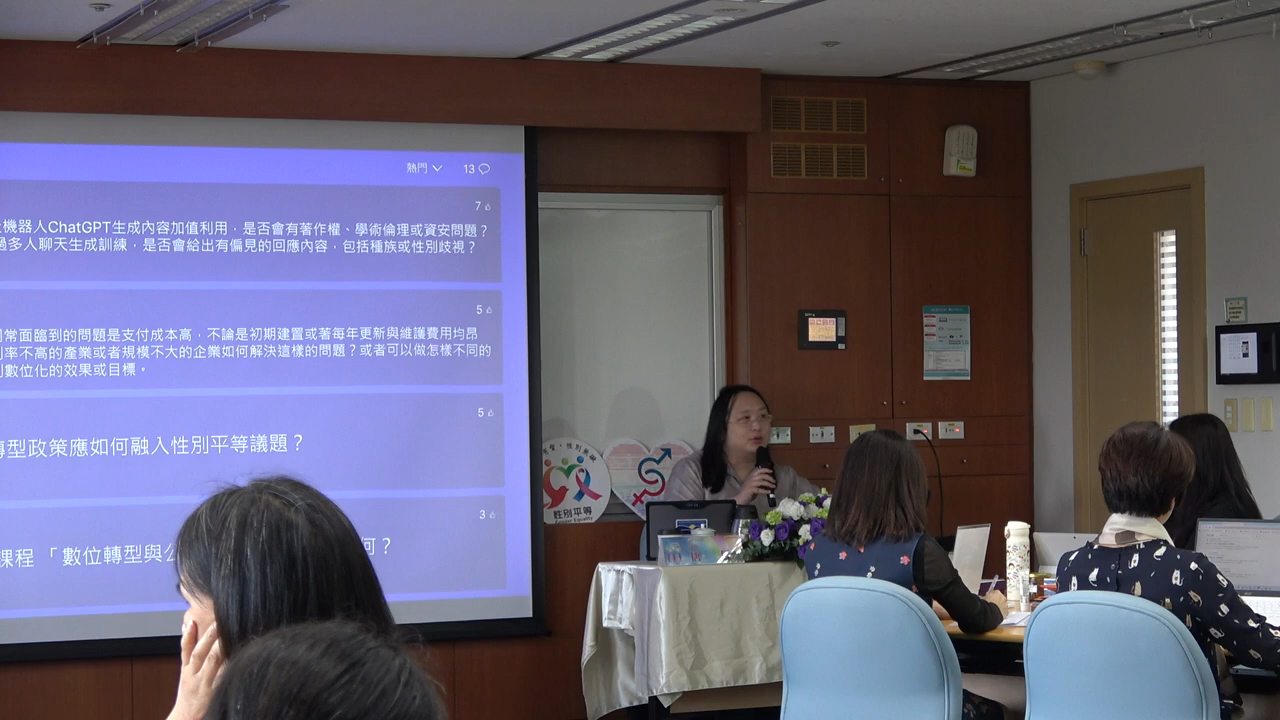 熱門 13
7
機器人ChatGPT生成內容加值利用，是否會有著作權、學術倫理或資安問題？
多人聊天生成訓練，是否會給出有偏見的回應內容，包括種族或性別歧視？
5
常面臨到的問題是支付成本高，不論是初期建置或著每年更新與維護費用均昂
率不高的產業或者規模不大的企業如何解決這樣的問題？或者可以做怎樣不同的
數位化的效果或目標。
5
型政策應如何融入性別平等議題？
3
課程「數位轉型與公
何？
性別平等
Gender Equality